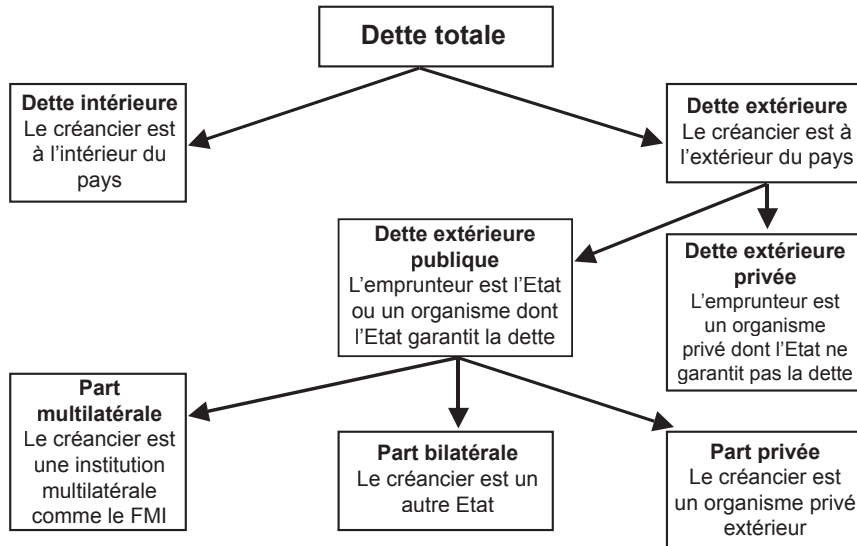 Dette totale
Dette intérieure
Le créancier est
à l’intérieur du
pays
Dette extérieure
Le créancier est à
l’extérieur du pays
Dette extérieure
publique
L’emprunteur est l’Etat
ou un organisme dont
l’Etat garantit la dette
Dette extérieure
privée
L’emprunteur est
un organisme
privé dont l’Etat ne
garantit pas la dette
Part
multilatérale
Le créancier est
une institution
multilatérale
comme le FMI
Part bilatérale
Le créancier est un
autre Etat
Part privée
Le créancier est
un organisme privé
extérieur